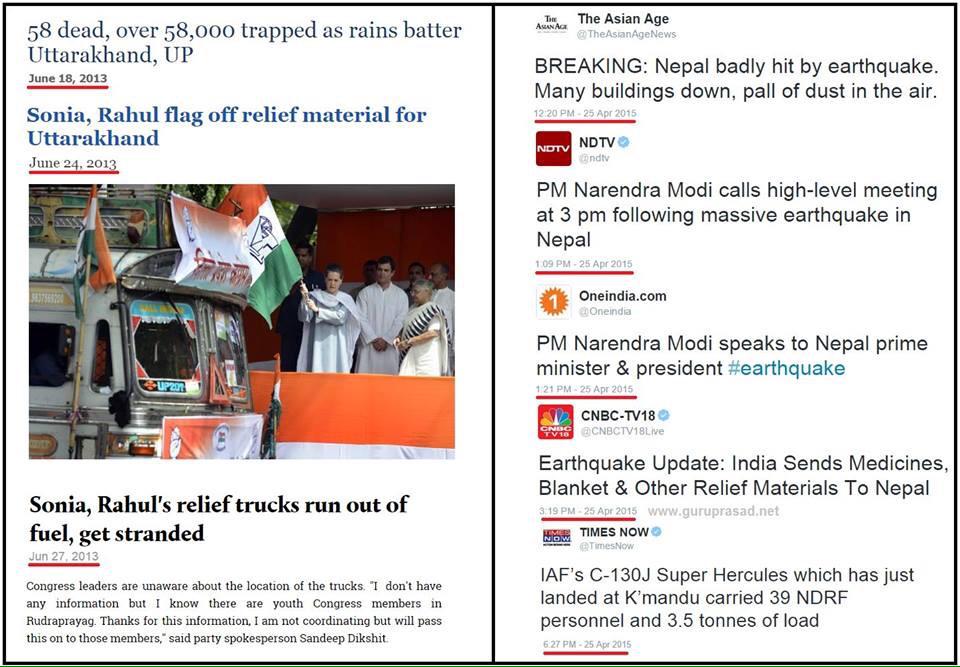 58 dead, over 58,000 trapped as rains batter
Uttarakhand, UP
June 18, 2013
Sonia, Rahul flag off relief material for
Uttarakhand
June 24, 2013
9837569200
UP20T
Sonia, Rahul's relief trucks run out of
fuel, get stranded
Jun 27, 2013
Congress leaders are unaware about the location of the trucks. "I don't have
any information but I know there are youth Congress members in
Rudraprayag. Thanks for this information, I am not coordinating but will pass
this on to those members," said party spokesperson Sandeep Dikshit.
THE
ASIAN AGE
The Asian Age
@TheAsianAgeNews
BREAKING: Nepal badly hit by earthquake.
Many buildings down, pall of dust in the air.
12:20 PM - 25 Apr 2015
NDTV
NDTV
@ndtv
PM Narendra Modi calls high-level meeting
at 3 pm following massive earthquake in
Nepal
1:09 PM - 25 Apr 2015
1
Oneindia.com
@Oneindia
PM Narendra Modi speaks to Nepal prime
minister & president #earthquake
1:21 PM - 25 Apr 2015
CNBC
TV18
CNBC-TV18
@CNBCTV18Live
Earthquake Update: India Sends Medicines,
Blanket & Other Relief Materials To Nepal
3:19 PM - 25 Apr 2015
www.guruprasad.net
TIMES
NOW
TIMES NOW
@TimesNow
IAF's C-130J Super Hercules which has just
landed at K'mandu carried 39 NDRF
personnel and 3.5 tonnes of load
6:27 PM - 25 Apr 2015